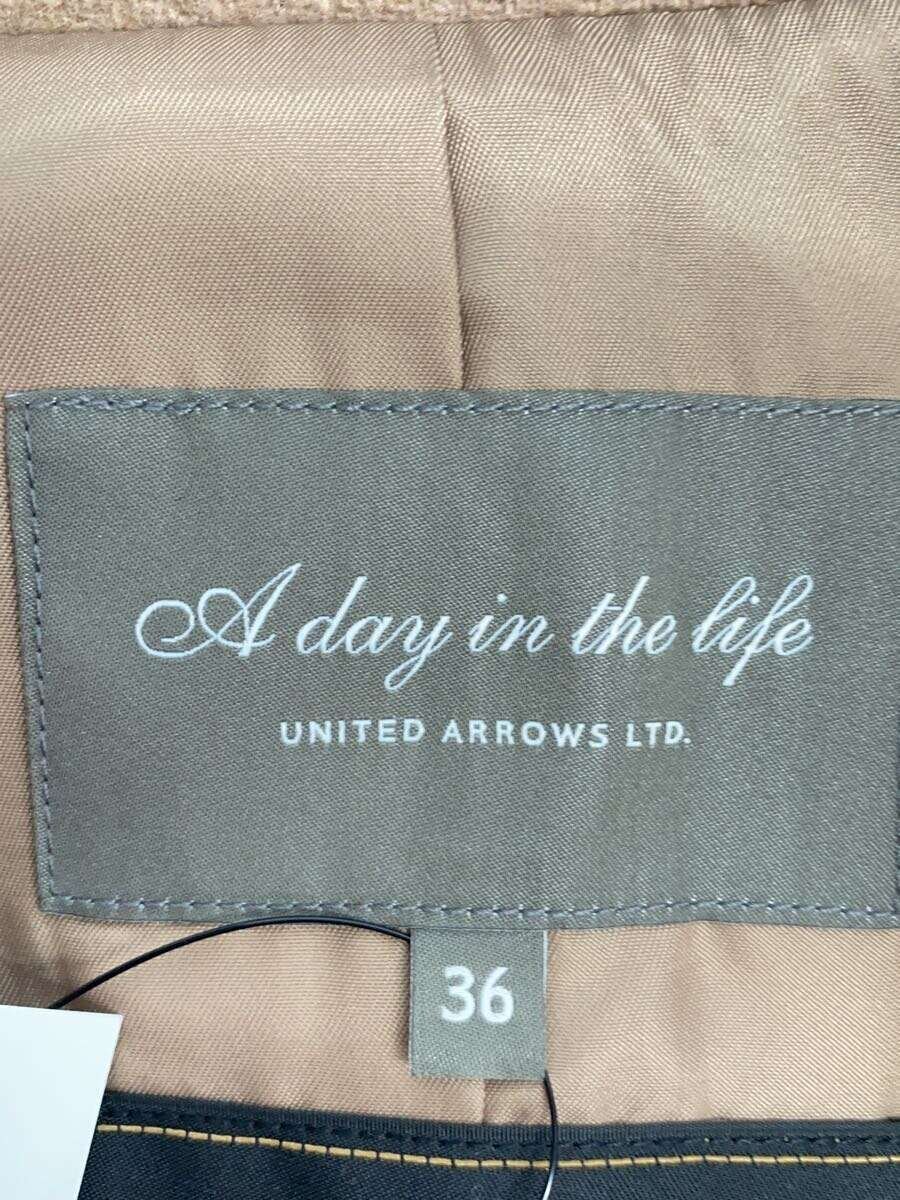 A day in the life
UNITED ARROWS LTD.
36